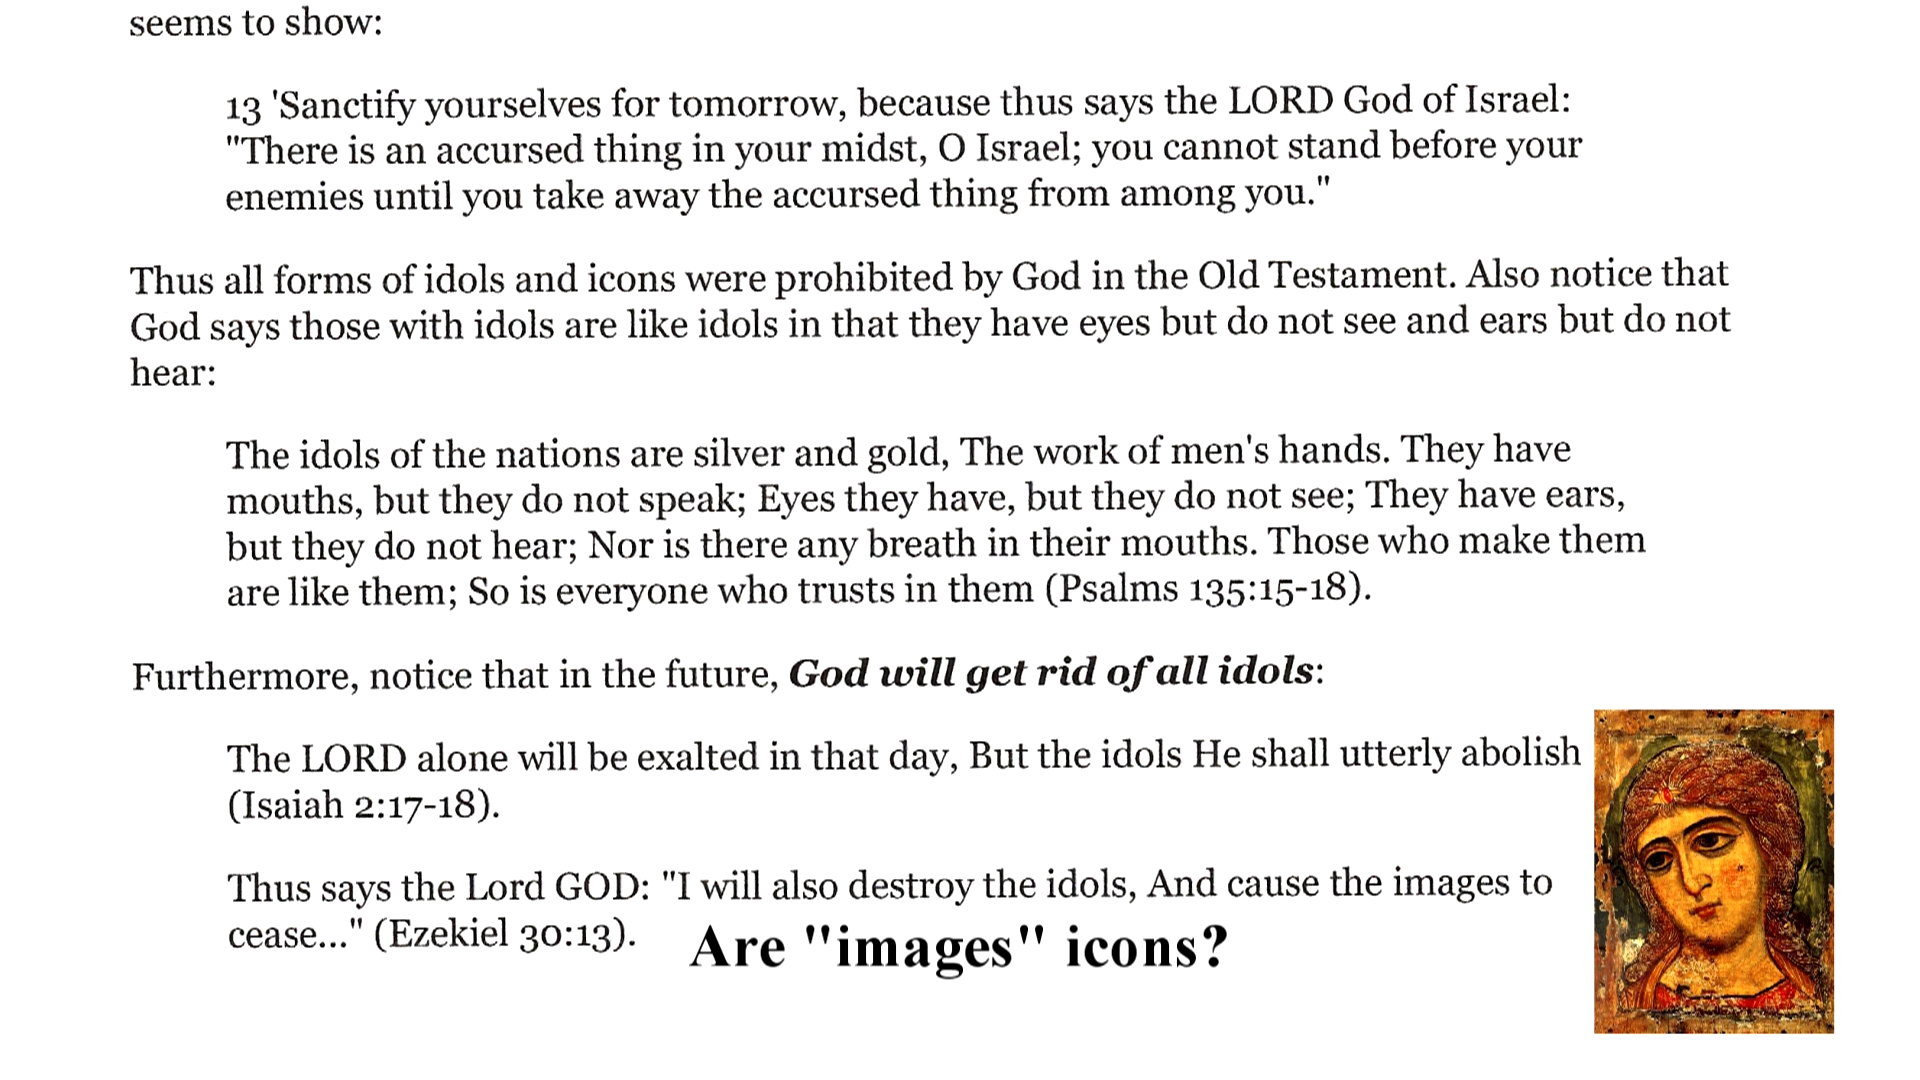 seems to show:
13 'Sanctify yourselves for tomorrow, because thus says the LORD God of Israel:
"There is an accursed thing in your midst, O Israel; you cannot stand before your
enemies until you take away the accursed thing from among you."
Thus all forms of idols and icons were prohibited by God in the Old Testament. Also notice that
God says those with idols are like idols in that they have eyes but do not see and ears but do not
hear:
The idols of the nations are silver and gold, The work of men's hands. They have
mouths, but they do not speak; Eyes they have, but they do not see; They have ears,
but they do not hear; Nor is there any breath in their mouths. Those who make them
are like them; So is everyone who trusts in them (Psalms 135:15-18).
Furthermore, notice that in the future, God will get rid of all idols:
The LORD alone will be exalted in that day, But the idols He shall utterly abolish
(Isaiah 2:17-18).
Thus says the Lord GOD: "I will also destroy the idols, And cause the images to
cease..." (Ezekiel 30:13).
Are "images" icons?